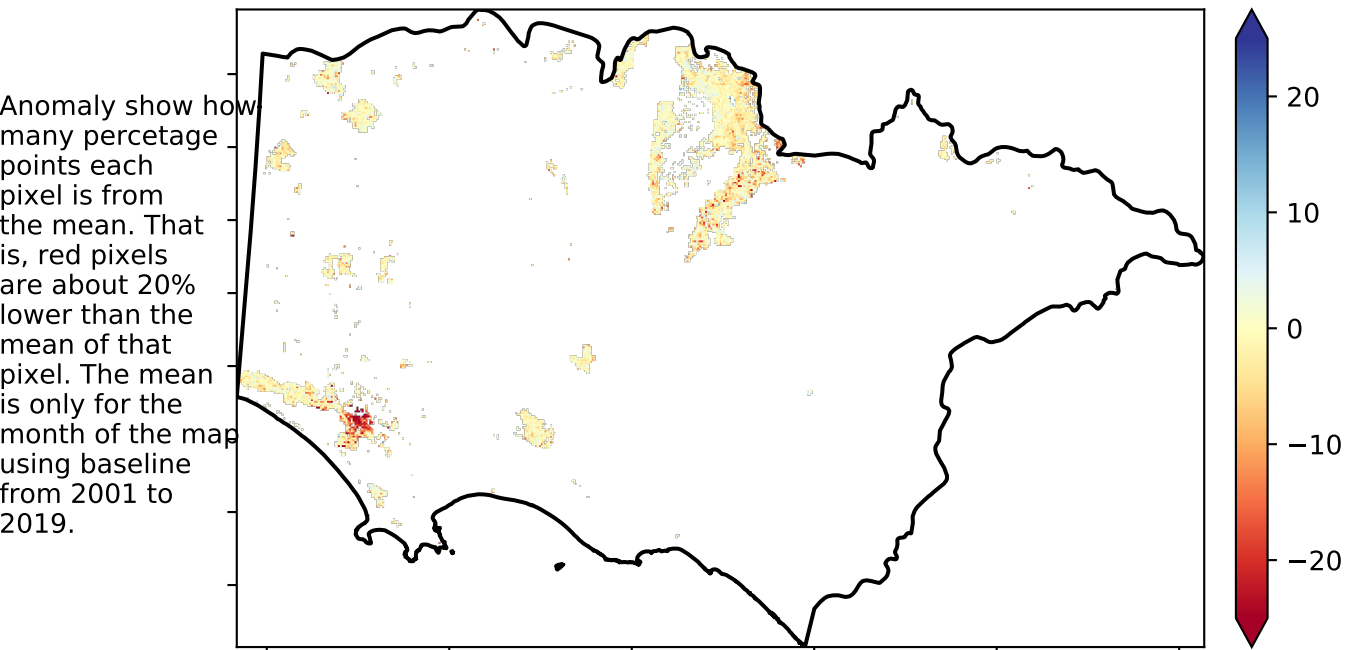 Anomaly show how
many percetage
points each
pixel is from
the mean. That
is, red pixels
are about 20%
lower than the
mean of that
pixel. The mean
is only for the
month of the map
using baseline
from 2001 to
2019.
20
10
0
−10
−20